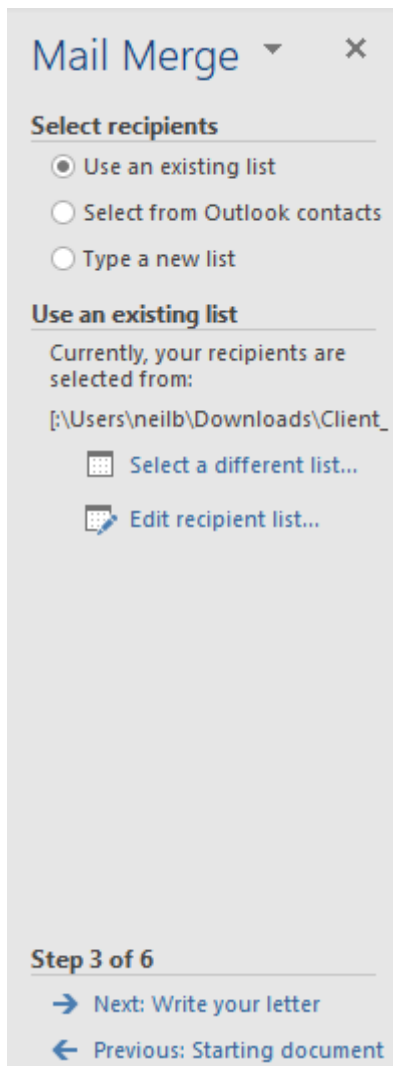 Mail Merge
Select recipients
Use an existing list
Select from Outlook contacts
Type a new list
Use an existing list
Currently, your recipients are
selected from:
[:\Users\neilb\Downloads\Client_
Select a different list...
Edit recipient list...
Step 3 of 6
Next: Write your letter
Previous: Starting document